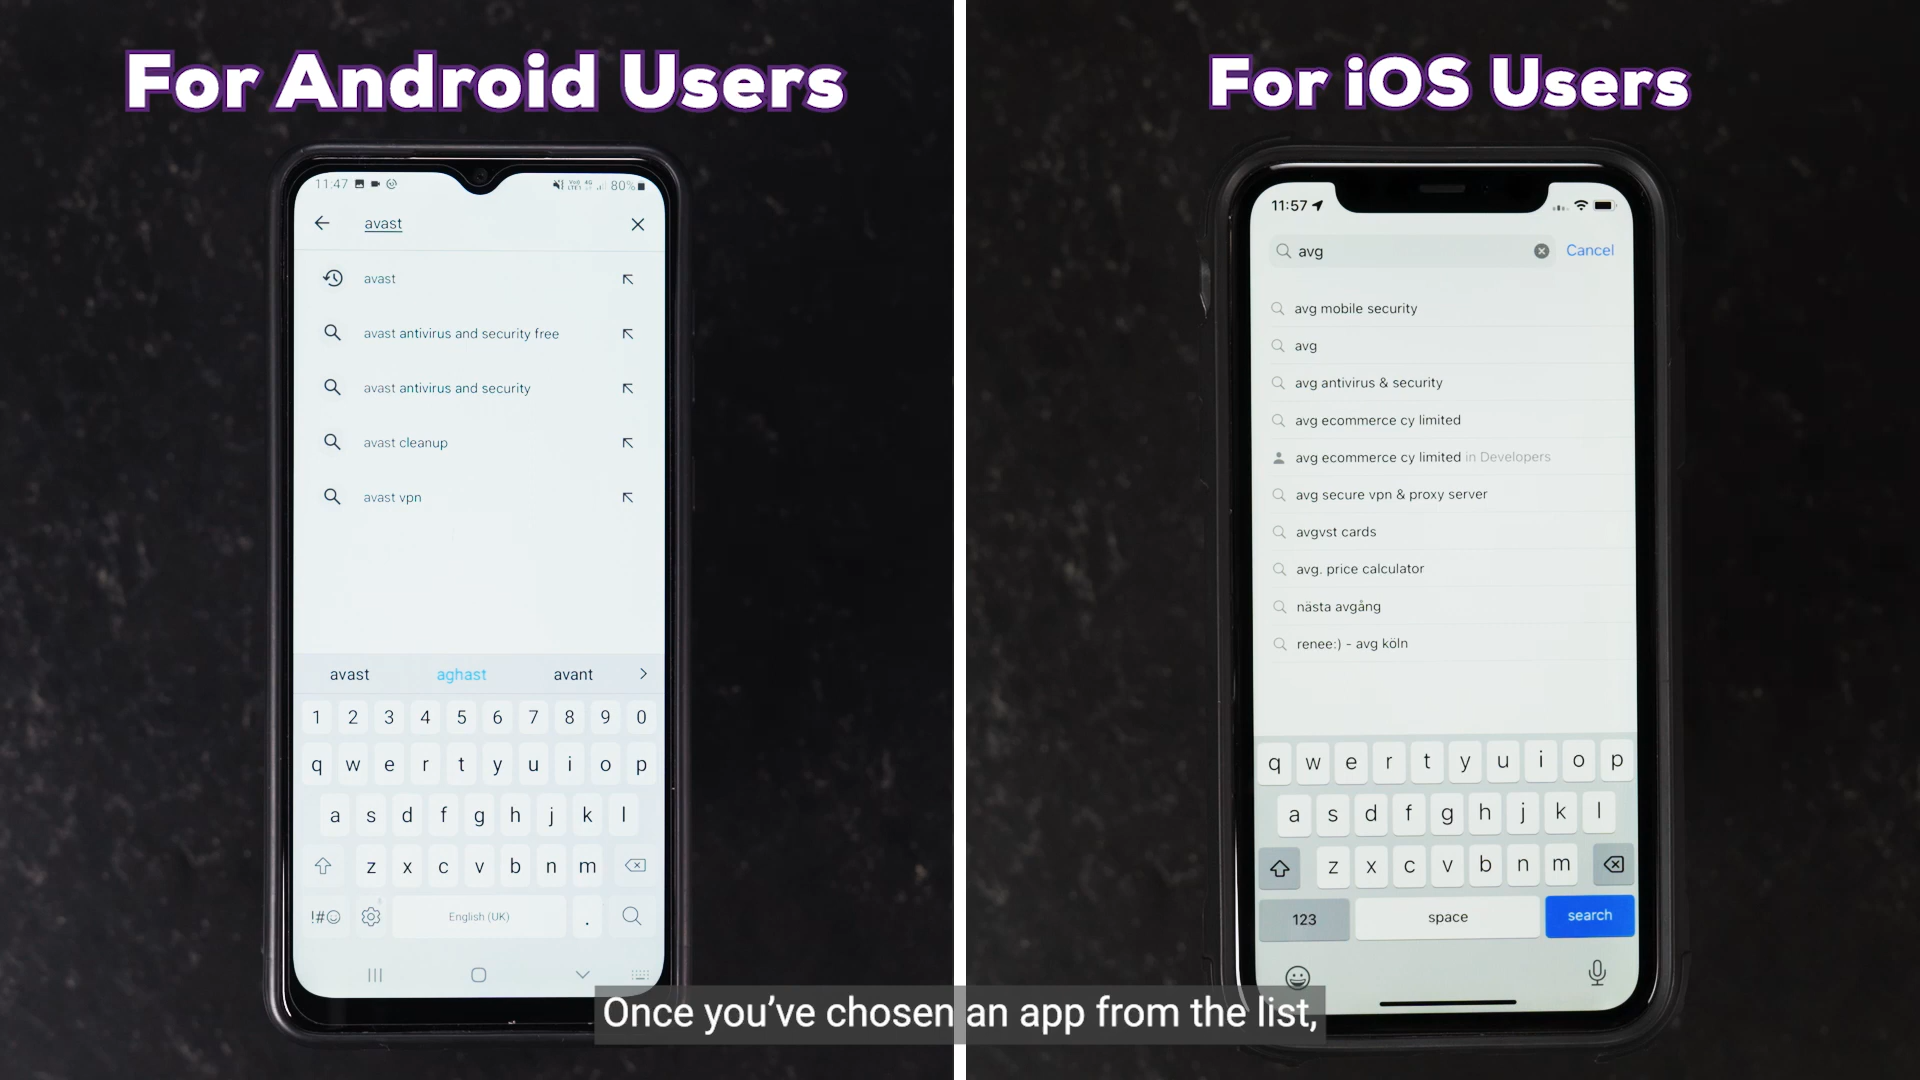 For Android Users
11:47
80%
avast
avast
avast antivirus and security free
avast antivirus and security
avast cleanup
avast vpn
avast aghast avant
1 2 3 4 5 6 7 8 9 0
q w e r t y u i o p
a s d f g h j k l
z x c v b n m
!#☺ English (UK) .
For iOS Users
11:57
avg Cancel
avg mobile security
avg
avg antivirus & security
avg ecommerce cy limited
avg ecommerce cy limited in Developers
avg secure vpn & proxy server
avgvst cards
avg. price calculator
nästa avgång
renee:) - avg köln
q w e r t y u i o p
a s d f g h j k l
z x c v b n m
123 space search
Once you’ve chosen an app from the list,